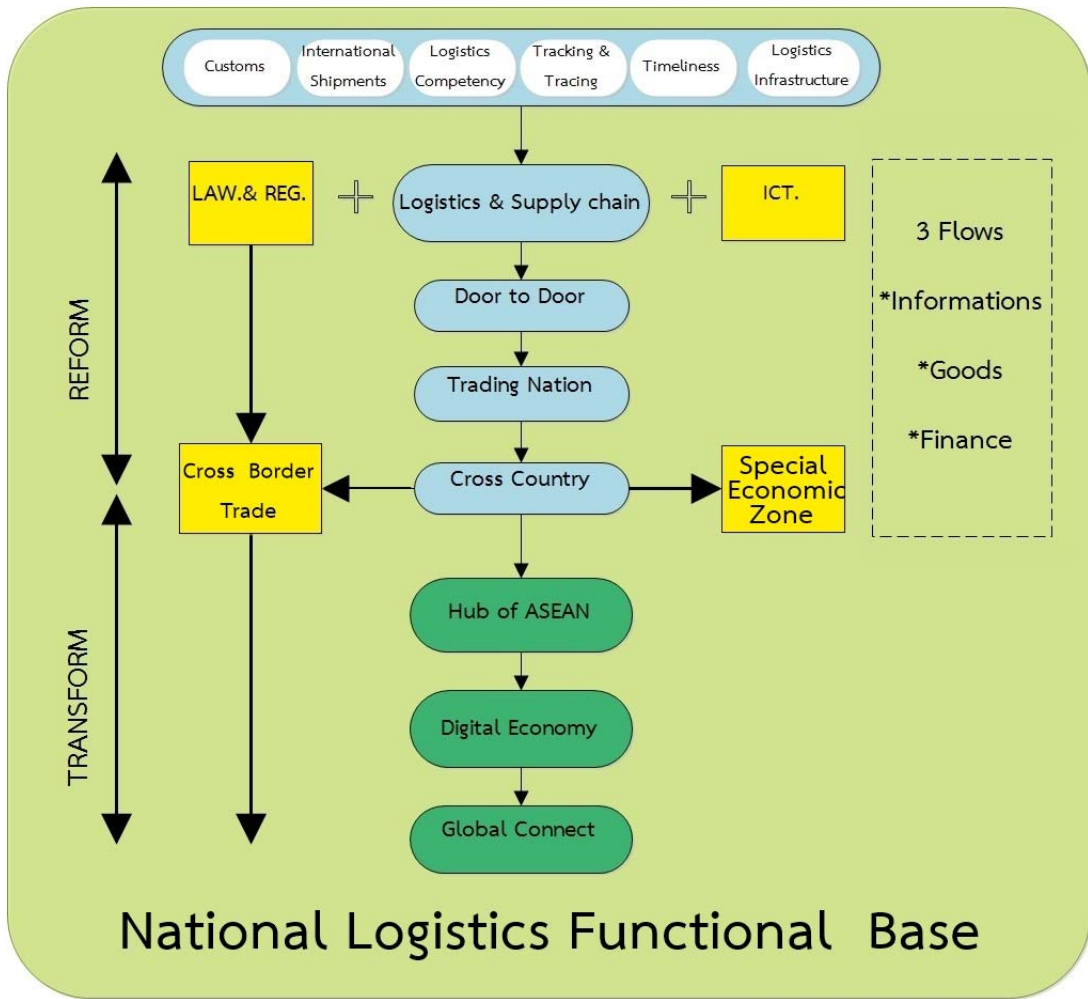 Customs
International
Shipments
Logistics
Competency
Tracking &
Tracing
Timeliness
Logistics
Infrastructure
LAW.& REG.
Logistics & Supply chain
ICT.
3 Flows
*Informations
*Goods
*Finance
REFORM
Door to Door
Trading Nation
Cross Border
Trade
Cross Country
Special
Economic
Zone
TRANSFORM
Hub of ASEAN
Digital Economy
Global Connect
National Logistics Functional Base